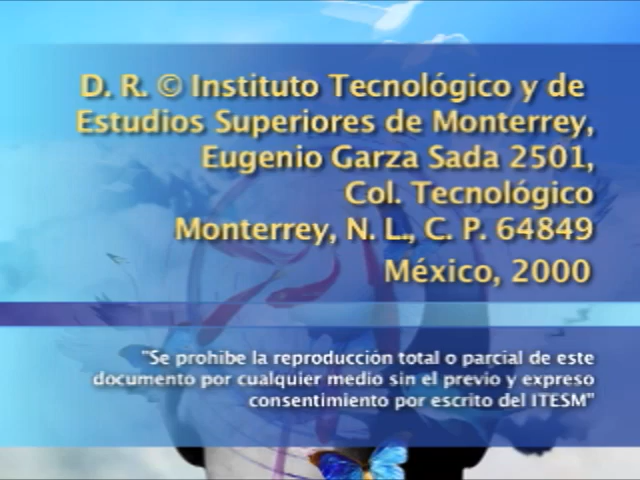 D. R. © Instituto Tecnológico y de
Estudios Superiores de Monterrey,
Eugenio Garza Sada 2501,
Col. Tecnológico
Monterrey, N. L., C. P. 64849
México, 2000
"Se prohibe la reproducción total o parcial de este
documento por cualquier medio sin el previo y expreso
consentimiento por escrito del ITESM"